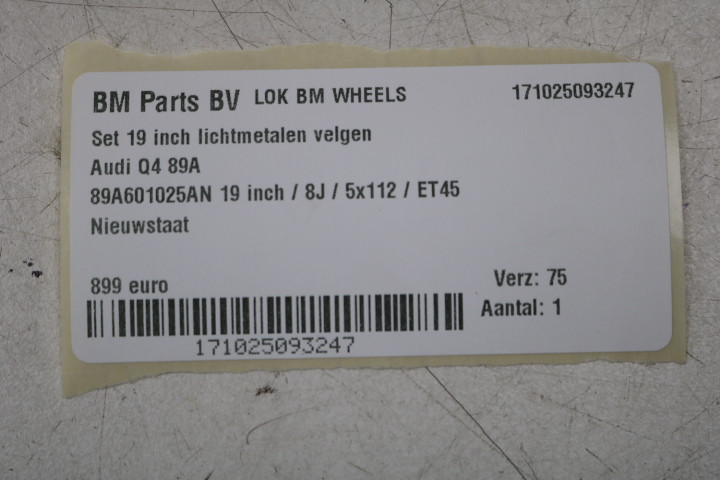 BM Parts BV LOK BM WHEELS 171025093247
Set 19 inch lichtmetalen velgen
Audi Q4 89A
89A601025AN 19 inch / 8J / 5x112 / ET45
Nieuwstaat
899 euro Verz: 75
Aantal: 1
171025093247